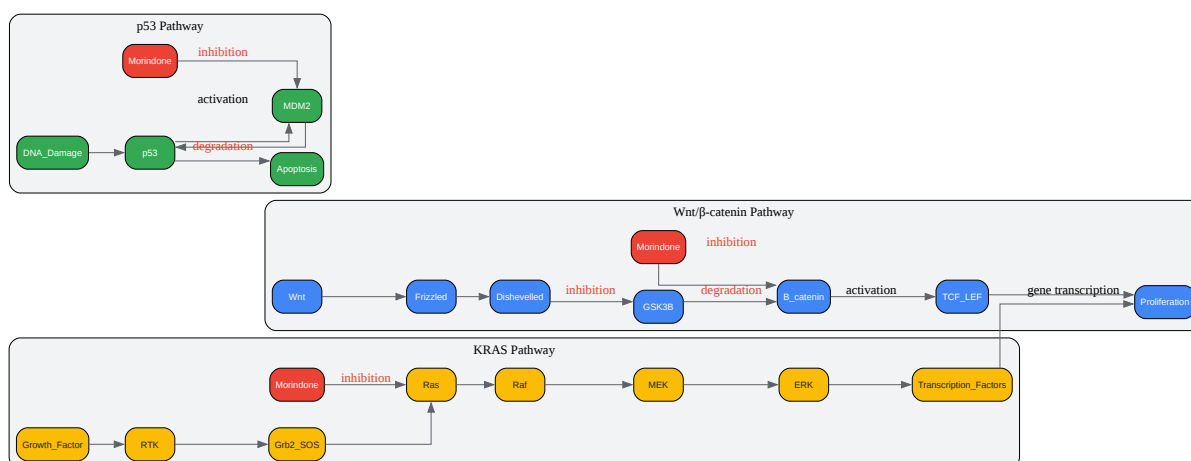 p53 Pathway
Morindone
inhibition
activation
MDM2
DNA_Damage
p53
degradation
Apoptosis
Wnt/β-catenin Pathway
Morindone
inhibition
Wnt
Frizzled
Dishevelled
inhibition
GSK3B
degradation
B_catenin
activation
TCF_LEF
gene transcription
Proliferation
KRAS Pathway
Morindone
inhibition
Ras
Raf
MEK
ERK
Transcription_Factors
Growth_Factor
RTK
Grb2_SOS